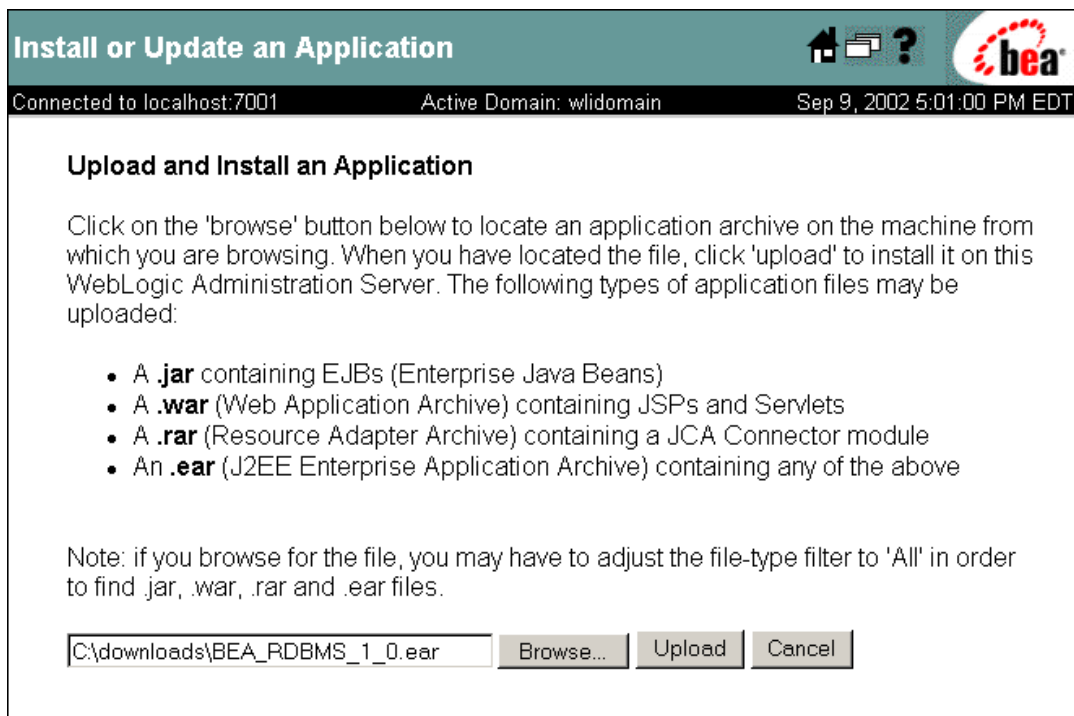 Install or Update an Application
bea
Connected to localhost:7001 Active Domain: wlidomain Sep 9, 2002 5:01:00 PM EDT
Upload and Install an Application
Click on the 'browse' button below to locate an application archive on the machine from
which you are browsing. When you have located the file, click 'upload' to install it on this
WebLogic Administration Server. The following types of application files may be
uploaded:
• A .jar containing EJBs (Enterprise Java Beans)
• A .war (Web Application Archive) containing JSPs and Servlets
• A .rar (Resource Adapter Archive) containing a JCA Connector module
• An .ear (J2EE Enterprise Application Archive) containing any of the above
Note: if you browse for the file, you may have to adjust the file-type filter to 'All' in order
to find .jar, .war, .rar and .ear files.
C:\downloads\BEA_RDBMS_1_0.ear Browse... Upload Cancel